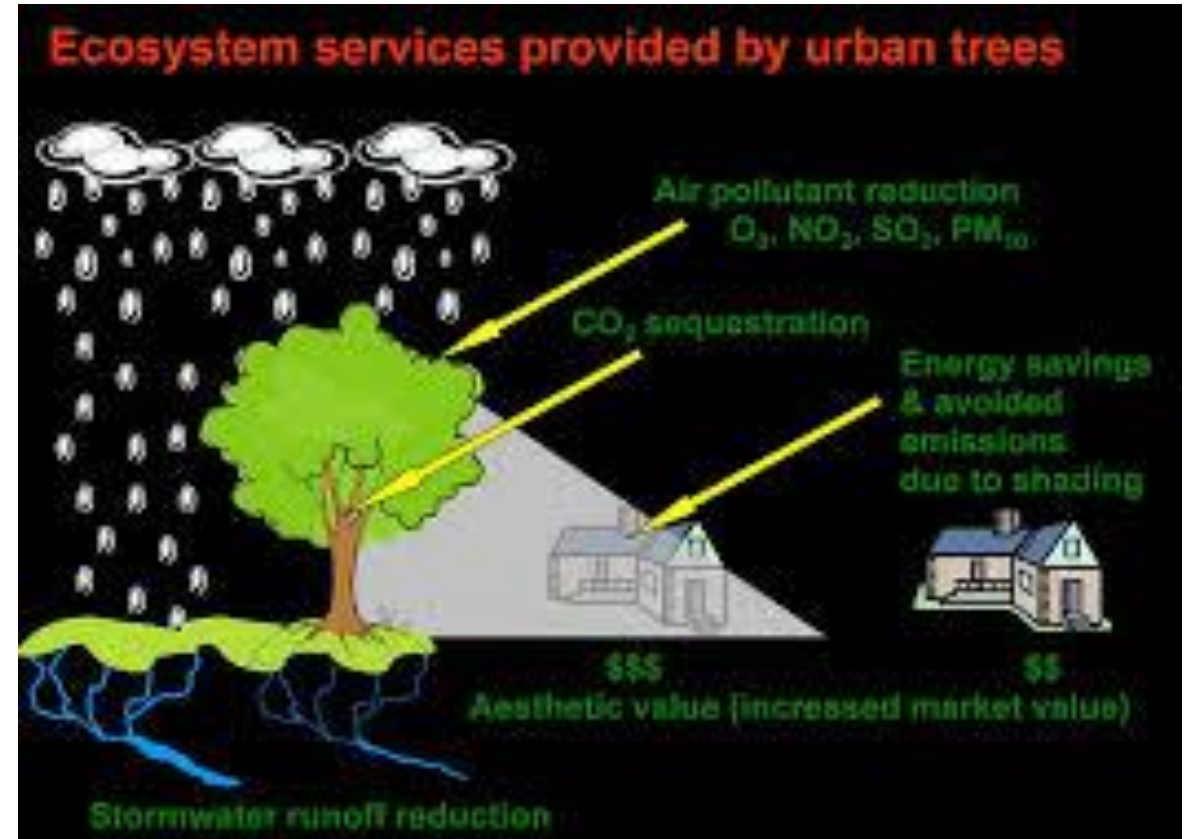 Ecosystem services provided by urban trees
Air pollutant reduction
O₃, NO₂, SO₂, PM₁₀
CO₂ sequestration
Energy savings
& avoided
emissions
due to shading
$$$
$$
Aesthetic value (increased market value)
Stormwater runoff reduction